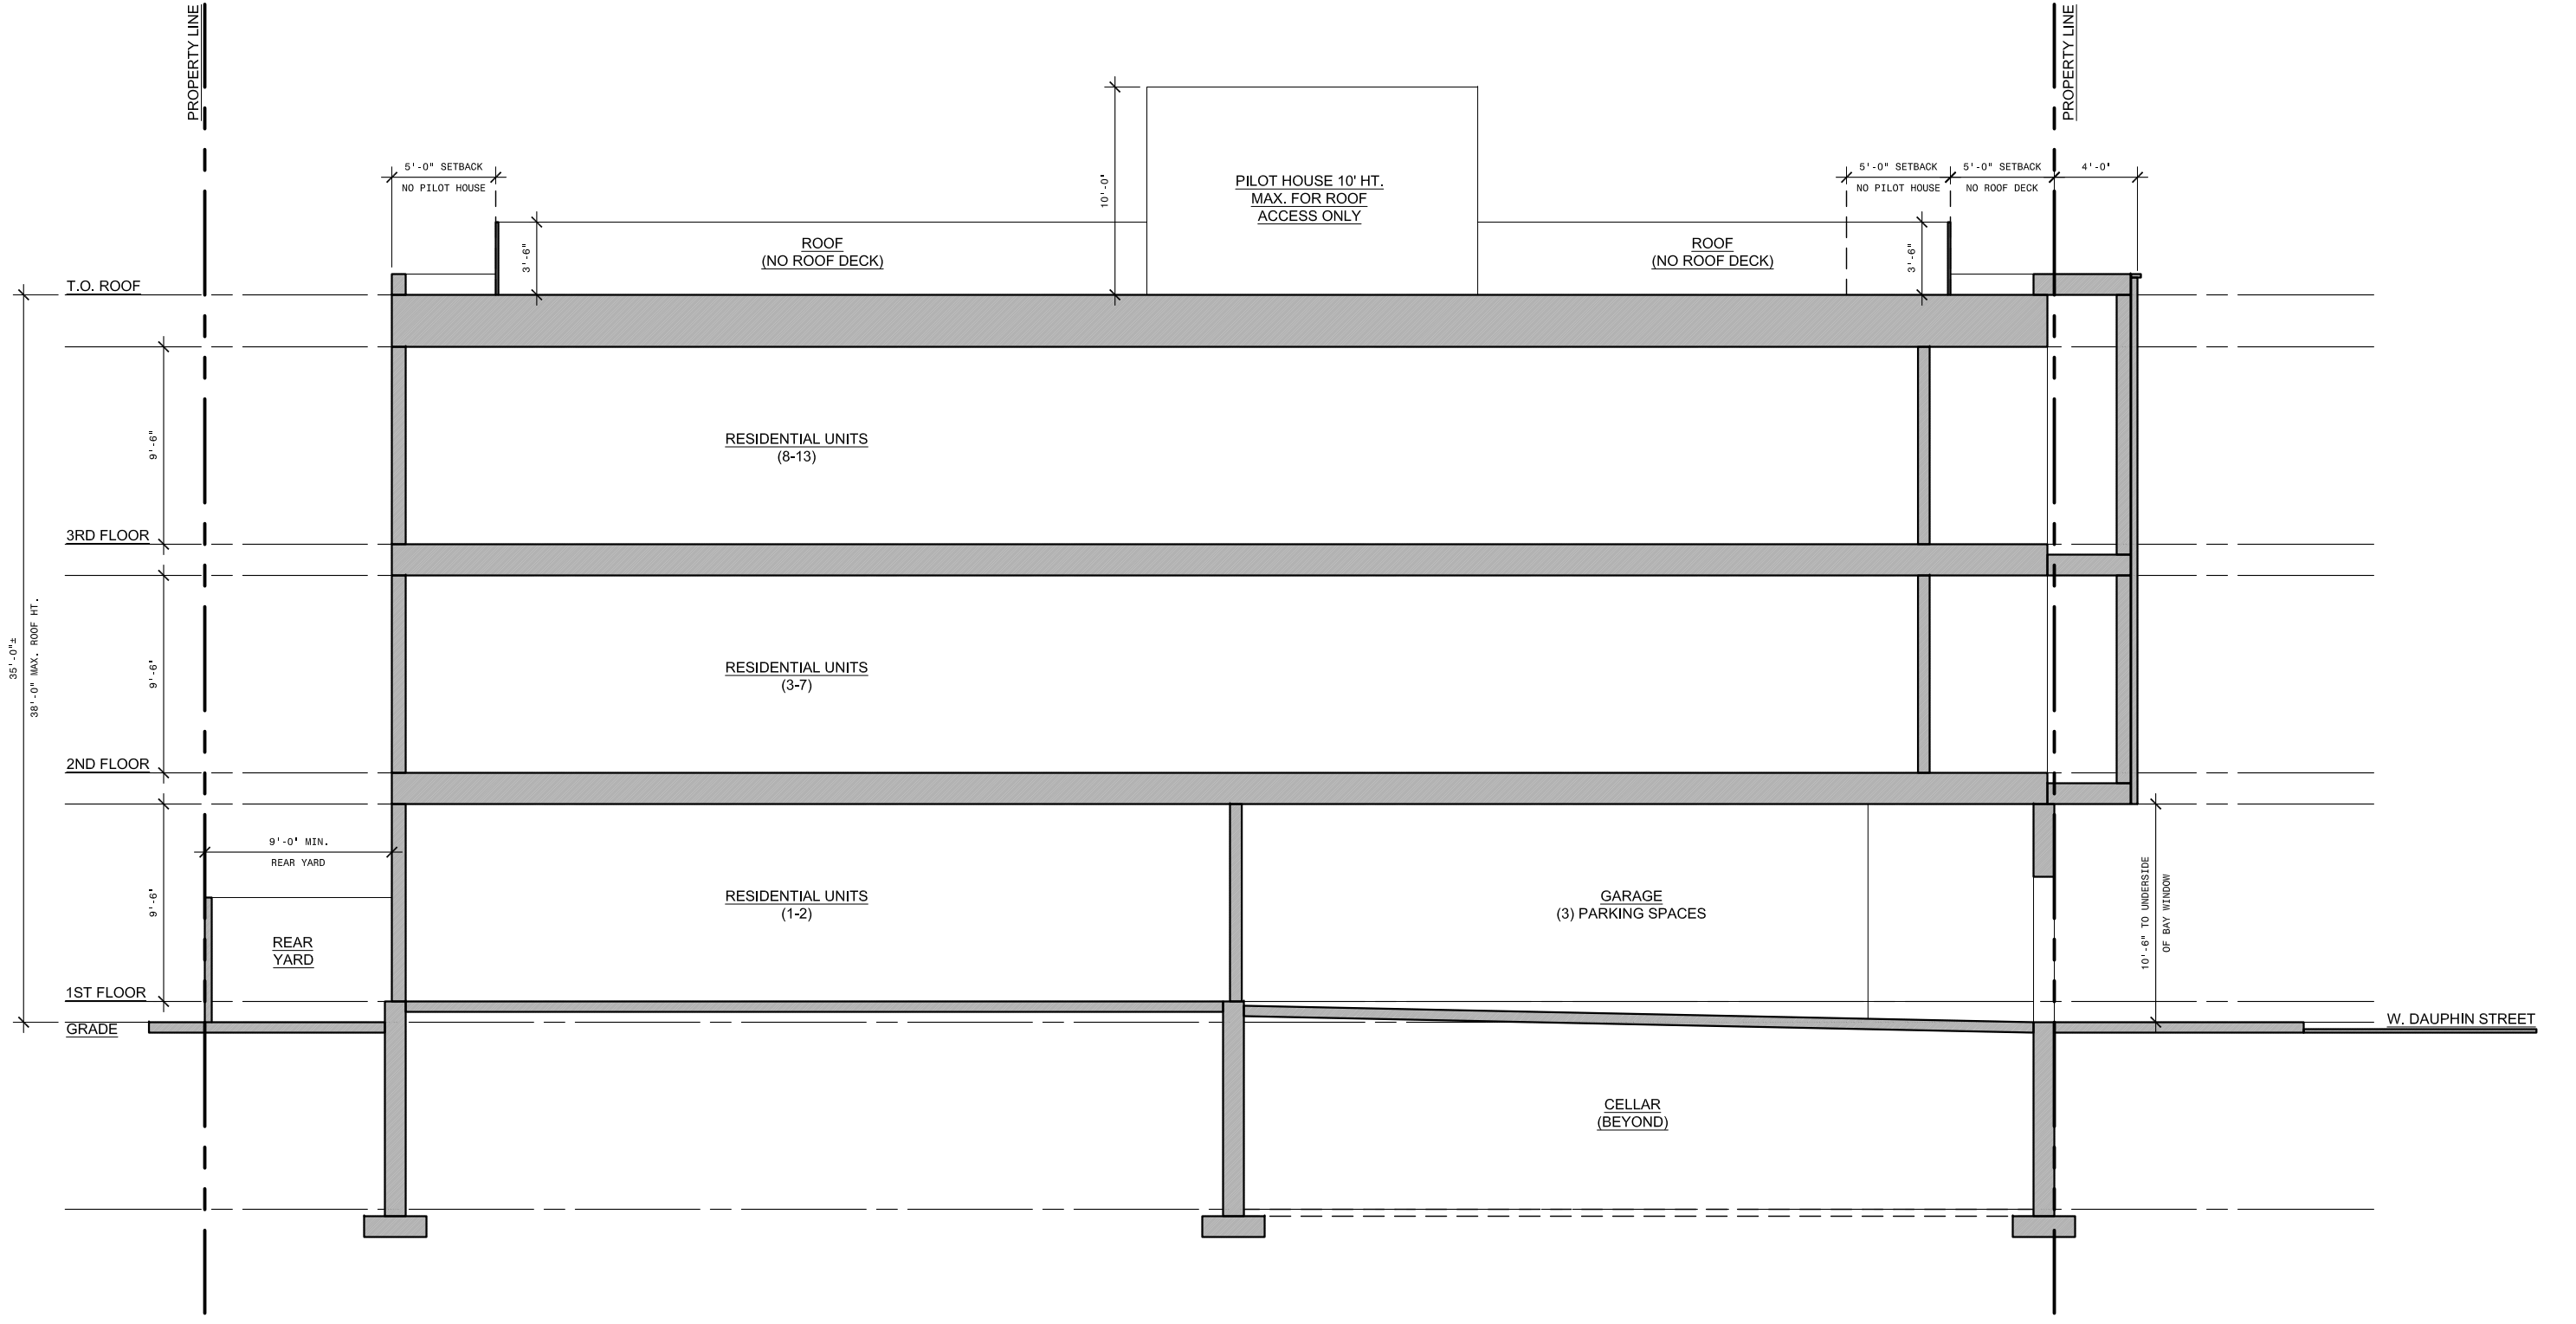 PROPERTY LINE
PROPERTY LINE
5'-0" SETBACK
NO PILOT HOUSE
10'-0"
PILOT HOUSE 10' HT.
MAX. FOR ROOF
ACCESS ONLY
5'-0" SETBACK
NO PILOT HOUSE
5'-0" SETBACK
NO ROOF DECK
4'-0"
3'-6"
ROOF
(NO ROOF DECK)
ROOF
(NO ROOF DECK)
3'-6"
T.O. ROOF
9'-6"
RESIDENTIAL UNITS
(8-13)
3RD FLOOR
35'-0"±
38'-0" MAX. ROOF HT.
9'-6"
RESIDENTIAL UNITS
(3-7)
2ND FLOOR
9'-0" MIN.
REAR YARD
9'-6"
RESIDENTIAL UNITS
(1-2)
GARAGE
(3) PARKING SPACES
10'-6" TO UNDERSIDE
OF BAY WINDOW
REAR
YARD
1ST FLOOR
GRADE
W. DAUPHIN STREET
CELLAR
(BEYOND)